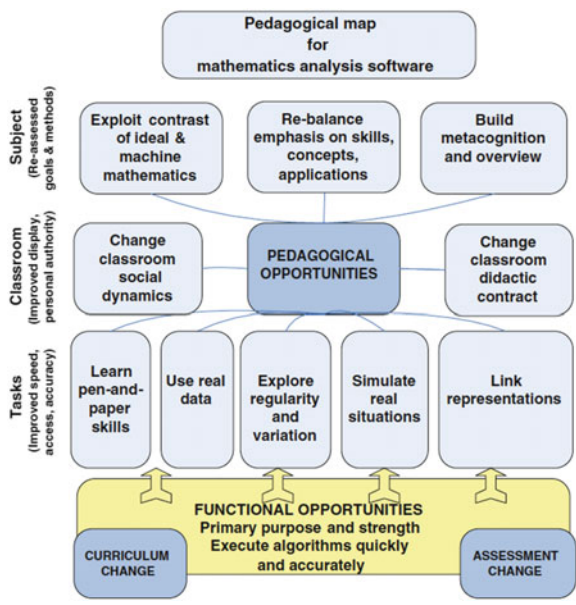 Pedagogical map
for
mathematics analysis software
Subject
(Re-assessed
goals & methods)
Exploit contrast
of ideal &
machine
mathematics
Re-balance
emphasis on skills,
concepts,
applications
Build
metacognition
and overview
Classroom
(Improved display,
personal authority)
Change
classroom
social
dynamics
PEDAGOGICAL
OPPORTUNITIES
Change
classroom
didactic
contract
Tasks
(Improved speed,
access, accuracy)
Learn
pen-and-
paper
skills
Use real
data
Explore
regularity
and
variation
Simulate
real
situations
Link
representations
FUNCTIONAL OPPORTUNITIES
Primary purpose and strength
Execute algorithms quickly
and accurately
CURRICULUM
CHANGE
ASSESSMENT
CHANGE